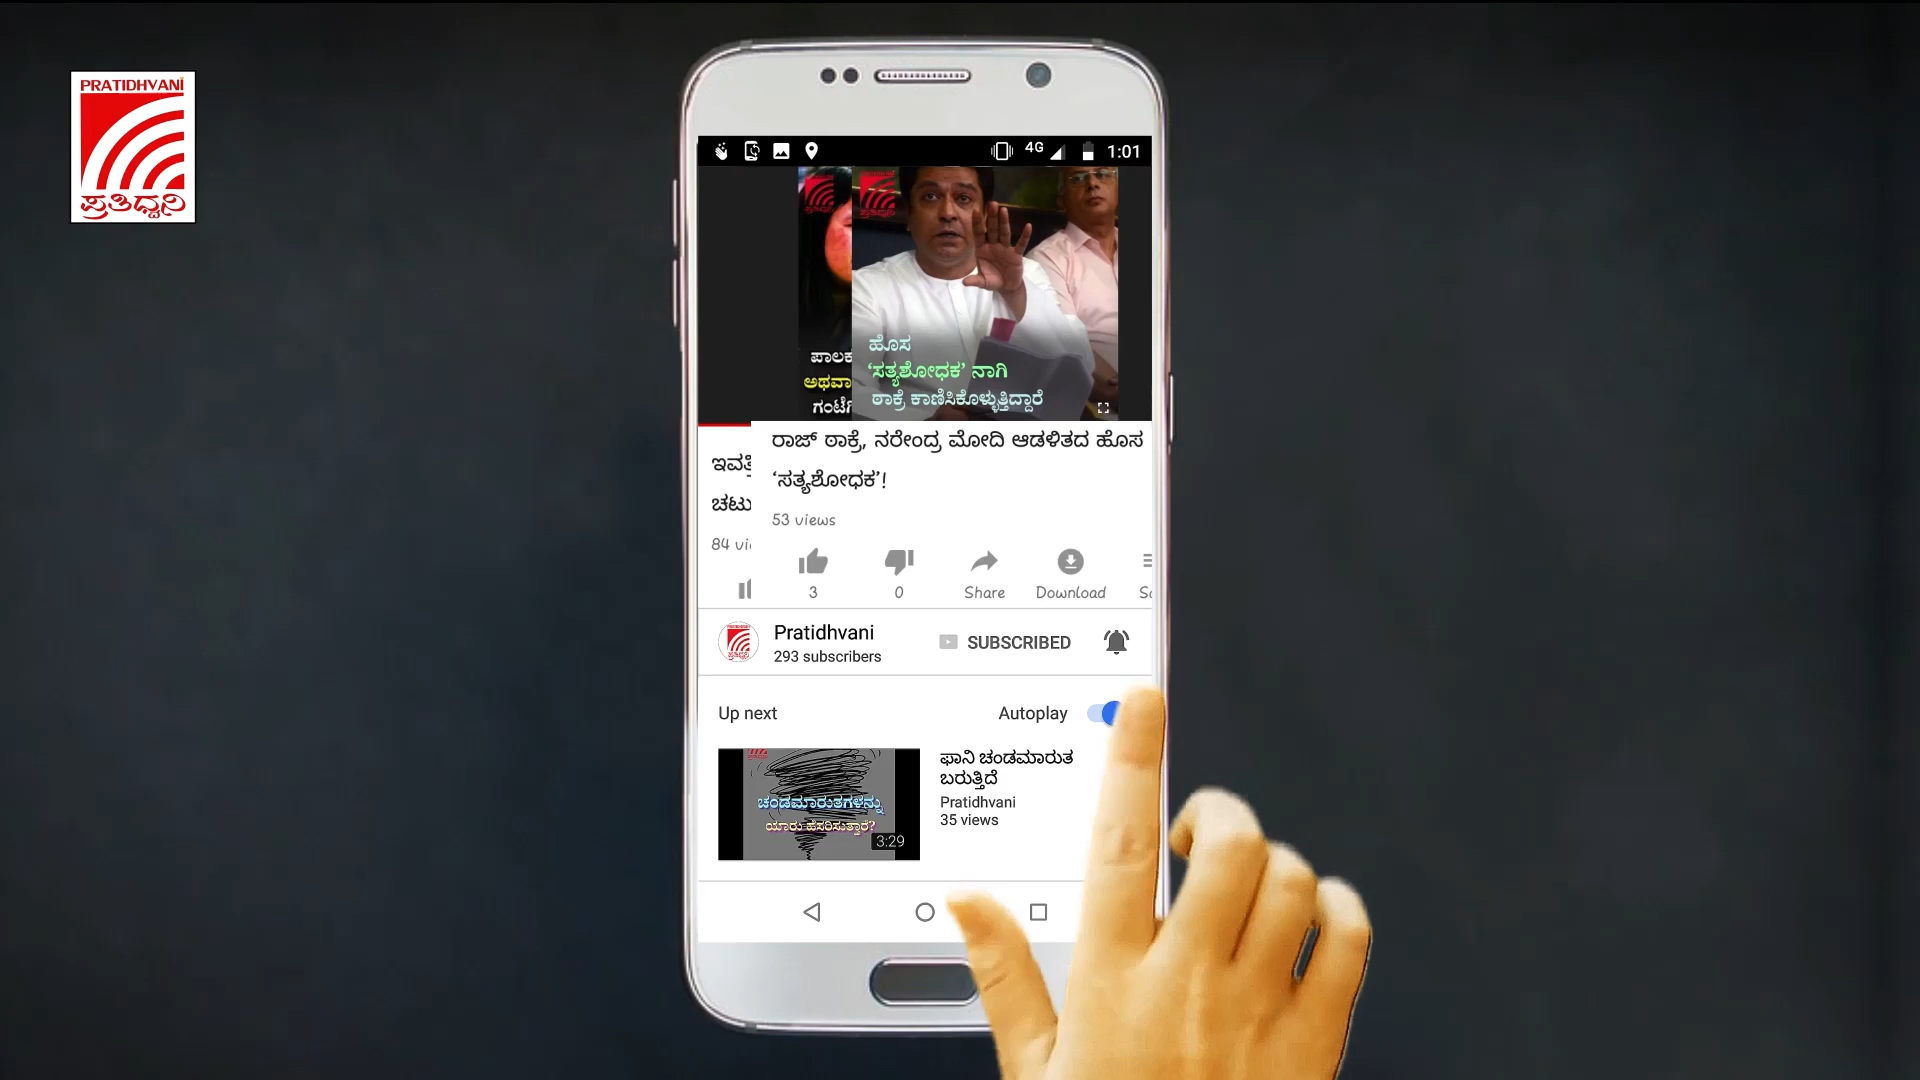 PRATIDHVANI
ಪ್ರತಿಧ್ವನಿ
4G 1:01
ಹೊಸ
‘ಸತ್ಯಶೋಧಕ’ ನಾಗಿ
ಠಾಕ್ರೆ ಕಾಣಿಸಿಕೊಳ್ಳುತ್ತಿದ್ದಾರೆ
ಅಥವಾ
ರಾಜ್ ಠಾಕ್ರೆ, ನರೇಂದ್ರ ಮೋದಿ ಆಡಳಿತದ ಹೊಸ
‘ಸತ್ಯಶೋಧಕ’!
53 views
84
3 0 Share Download
Pratidhvani
293 subscribers
SUBSCRIBED
Up next Autoplay
ಚಂಡಮಾರುತಗಳನ್ನು
ಯಾರು ಹೆಸರಿಸುತ್ತಾರೆ?
3:29
ಫಾನಿ ಚಂಡಮಾರುತ
ಬರುತ್ತಿದೆ
Pratidhvani
35 views